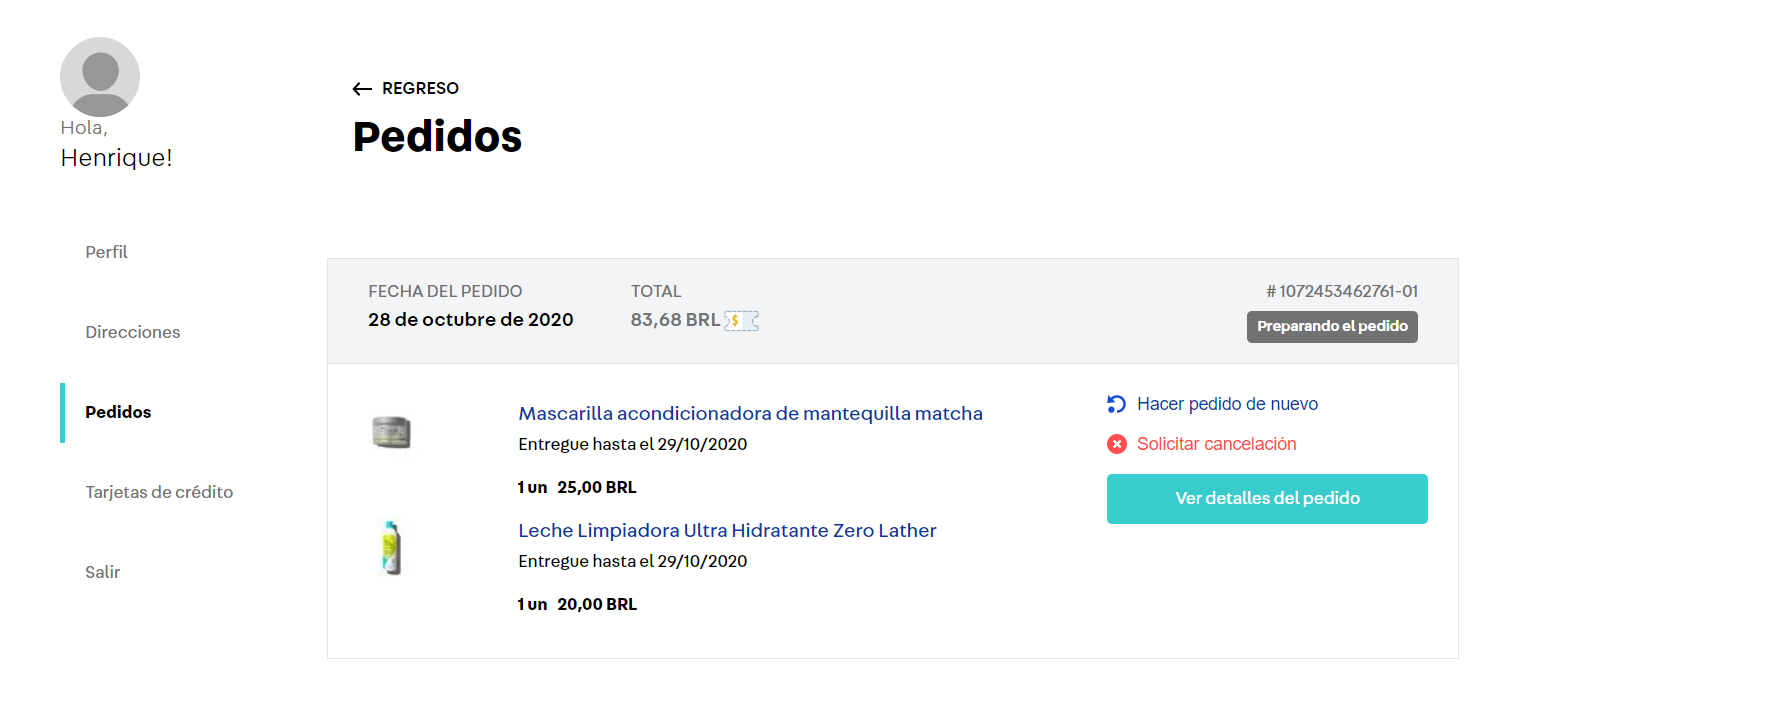 Hola,
Henrique!
Perfil
Direcciones
Pedidos
Tarjetas de crédito
Salir
REGRESO
Pedidos
FECHA DEL PEDIDO
28 de octubre de 2020
TOTAL
83,68 BRL
# 1072453462761-01
Preparando el pedido
Mascarilla acondicionadora de mantequilla matcha
Entregue hasta el 29/10/2020
1 un 25,00 BRL
Leche Limpiadora Ultra Hidratante Zero Lather
Entregue hasta el 29/10/2020
1 un 20,00 BRL
Hacer pedido de nuevo
Solicitar cancelación
Ver detalles del pedido